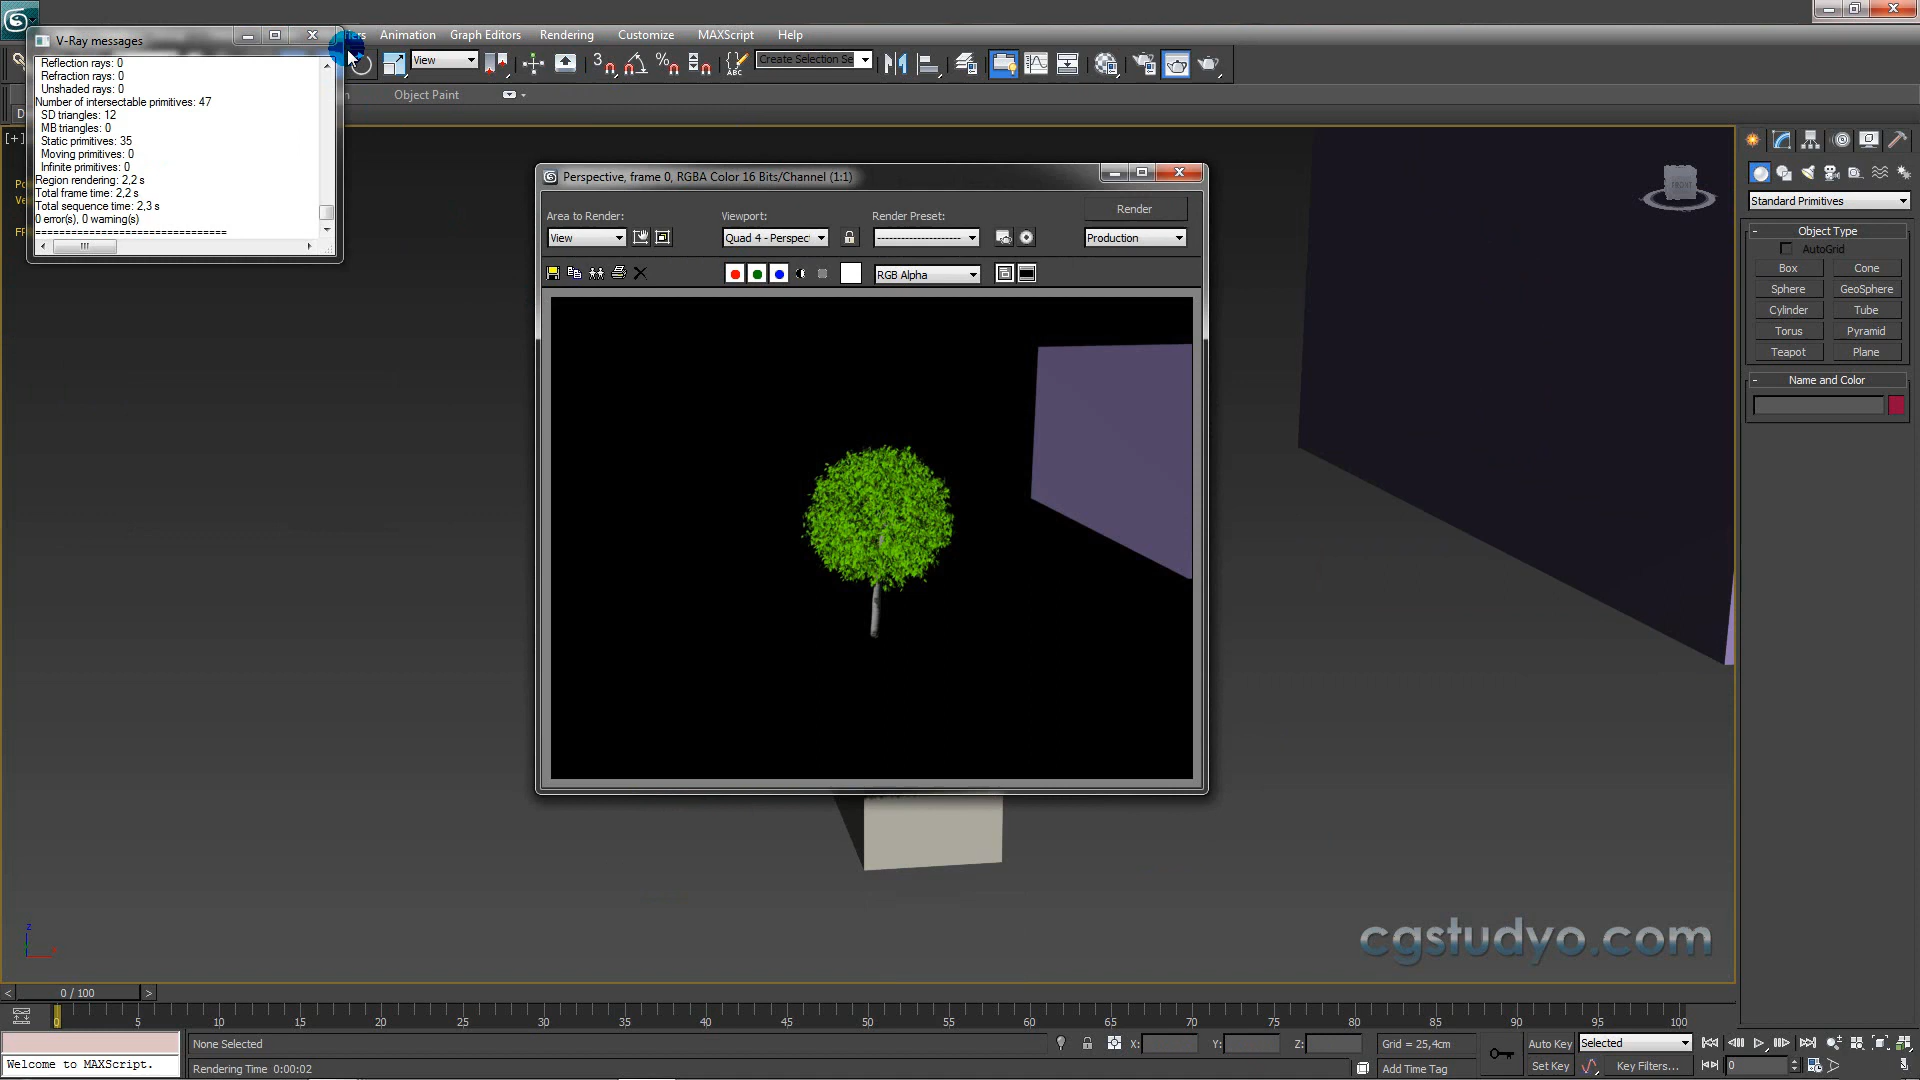 V-Ray messages
Reflection rays: 0
Refraction rays: 0
Unshaded rays: 0
Number of intersectable primitives: 47
SD triangles: 12
MB triangles: 0
Static primitives: 35
Moving primitives: 0
Infinite primitives: 0
Region rendering: 2,2 s
Total frame time: 2,2 s
Total sequence time: 2,3 s
0 error(s), 0 warning(s)
==============================
Animation Graph Editors Rendering Customize MAXScript Help
View
Create Selection Se
Object Paint
[+]
Perspective, frame 0, RGBA Color 16 Bits/Channel (1:1)
Area to Render:
View
Viewport:
Quad 4 - Perspect
Render Preset:
Render
Production
RGB Alpha
FRONT
Standard Primitives
Object Type
AutoGrid
Box Cone
Sphere GeoSphere
Cylinder Tube
Torus Pyramid
Teapot Plane
Name and Color
cgstudyo.com
z
0 / 100
0 5 10 15 20 25 30 35 40 45 50 55 60 65 70 75 80 85 90 95 100
None Selected
X: Y: Z:
Grid = 25,4cm
Auto Key
Selected
Welcome to MAXScript.
Rendering Time 0:00:02
Add Time Tag
Set Key
Key Filters...
0